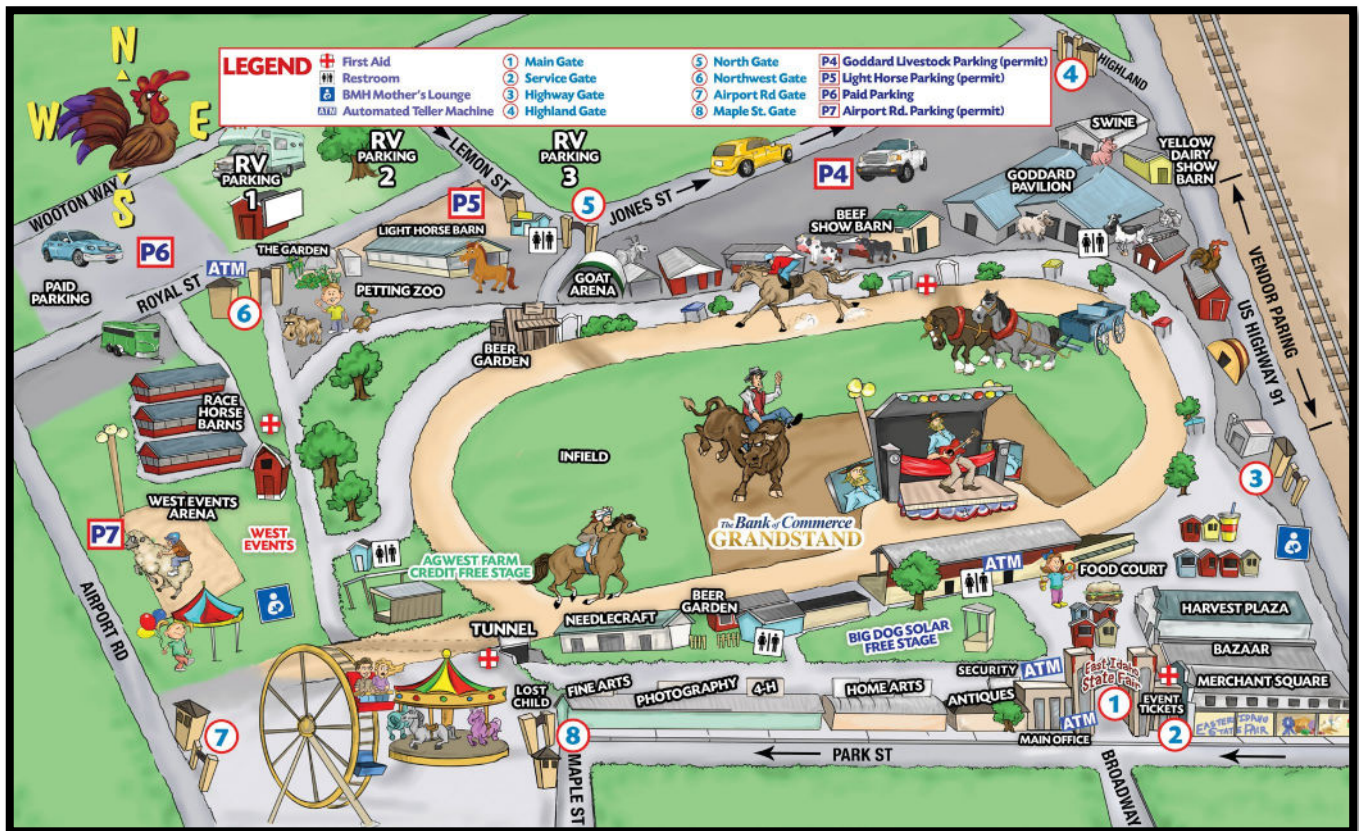 N
W
E
S
LEGEND
First Aid
Restroom
BMH Mother's Lounge
ATM Automated Teller Machine
1 Main Gate
2 Service Gate
3 Highway Gate
4 Highland Gate
5 North Gate
6 Northwest Gate
7 Airport Rd Gate
8 Maple St. Gate
P4 Goddard Livestock Parking (permit)
P5 Light Horse Parking (permit)
P6 Paid Parking
P7 Airport Rd. Parking (permit)
4
HIGHLAND
WOOTON WAY
RV
PARKING
1
RV
PARKING
2
LEMON ST
RV
PARKING
3
JONES ST
P4
SWINE
YELLOW
DAIRY
SHOW
BARN
GODDARD
PAVILION
P5
5
LIGHT HORSE BARN
BEEF
SHOW BARN
P6
PAID
PARKING
ROYAL ST
ATM
6
THE GARDEN
PETTING ZOO
GOAT
ARENA
VENDOR PARKING
US HIGHWAY 91
BEER
GARDEN
RACE
HORSE
BARNS
INFIELD
3
WEST EVENTS
ARENA
P7
WEST
EVENTS
AIRPORT RD
The Bank of Commerce
GRANDSTAND
AGWEST FARM
CREDIT FREE STAGE
ATM
FOOD COURT
TUNNEL
NEEDLECRAFT
BEER
GARDEN
BIG DOG SOLAR
FREE STAGE
HARVEST PLAZA
BAZAAR
MERCHANT SQUARE
SECURITY
ATM
East Idaho
State Fair
1
EVENT
TICKETS
2
LOST
CHILD
FINE ARTS
PHOTOGRAPHY
4-H
HOME ARTS
ANTIQUES
ATM
MAIN OFFICE
7
8
MAPLE ST
PARK ST
BROADWAY